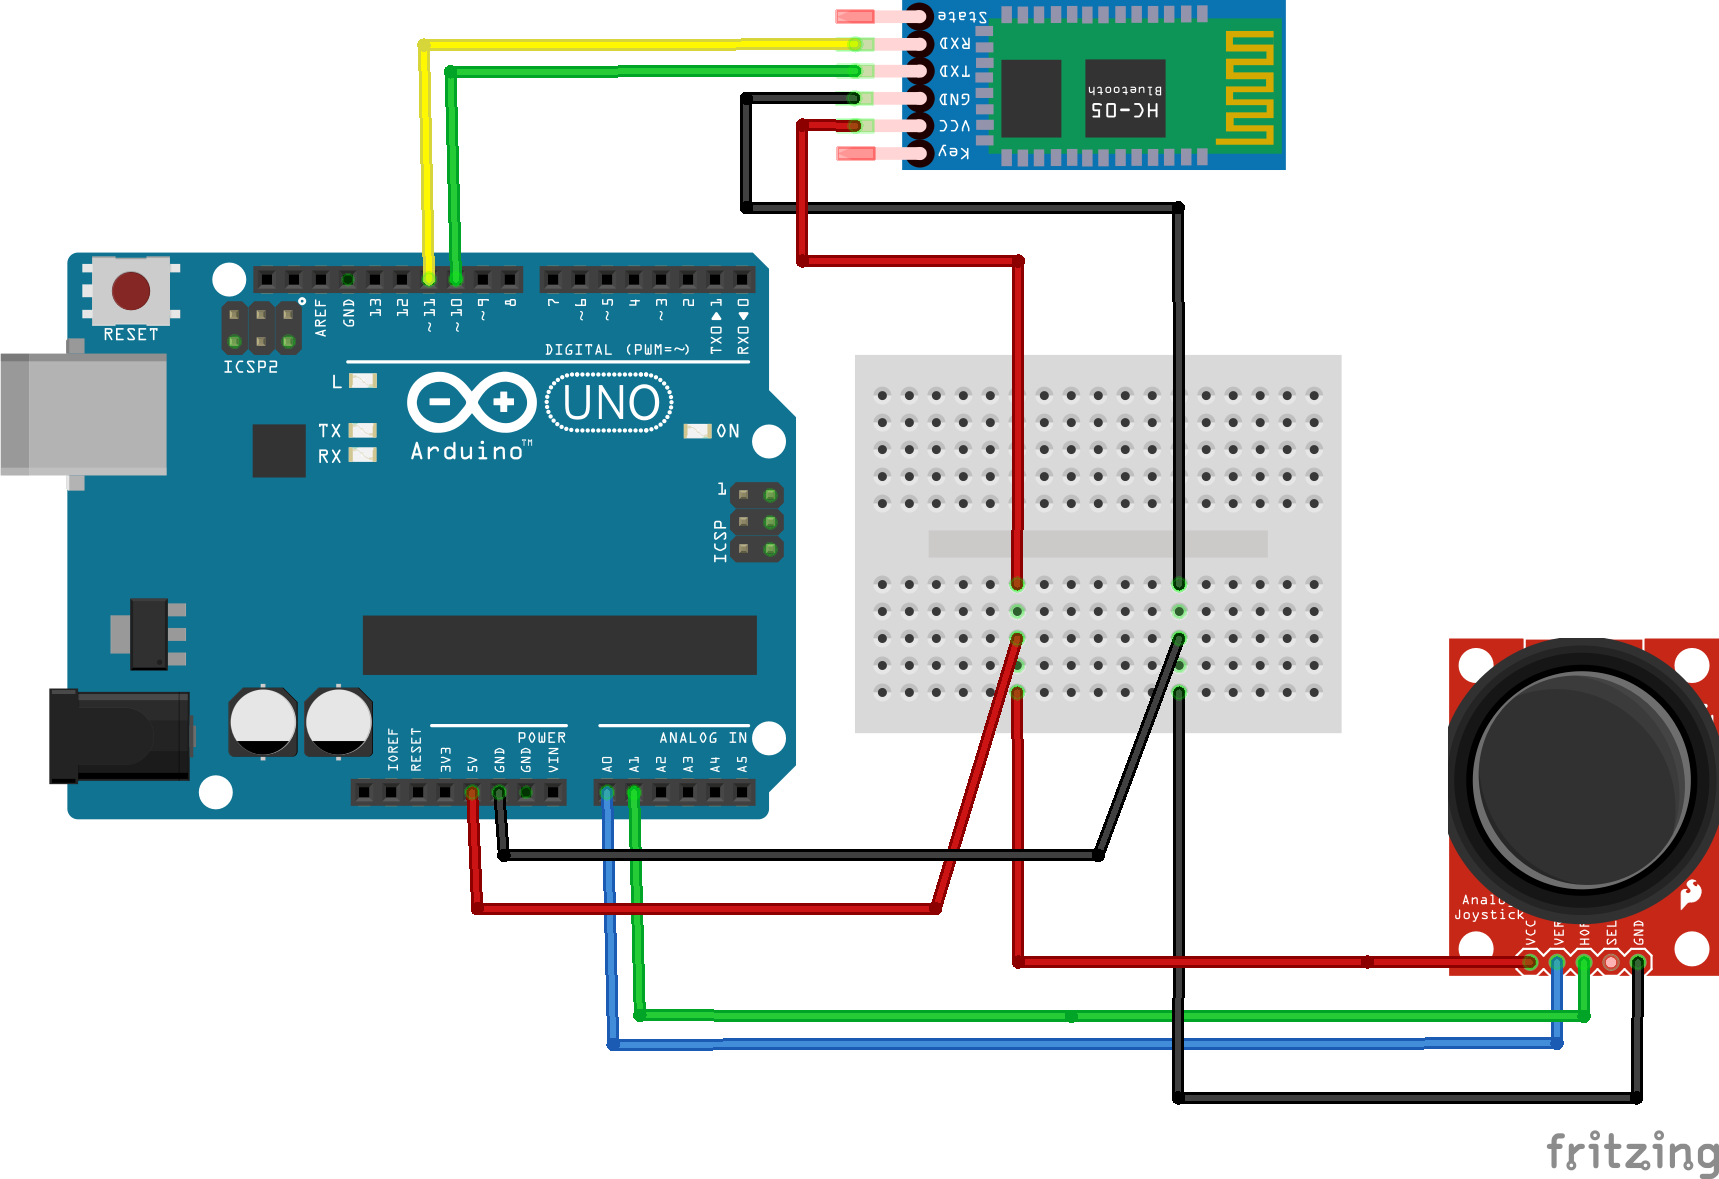 State
RXD
TXD
GND
VCC
Key
HC-05
Bluetooth
RESET
ICSP2
AREF
GND
13
12
~11
~10
~9
8
7
~6
~5
4
~3
2
TX0▶1
RX0◀0
DIGITAL (PWM=~)
L
TX
RX
UNO
Arduino™
ON
1
ICSP
IOREF
RESET
3V3
5V
GND
GND
VIN
POWER
A0
A1
A2
A3
A4
A5
ANALOG IN
Joystick
VCC
VER
HOR
SEL
GND
fritzing